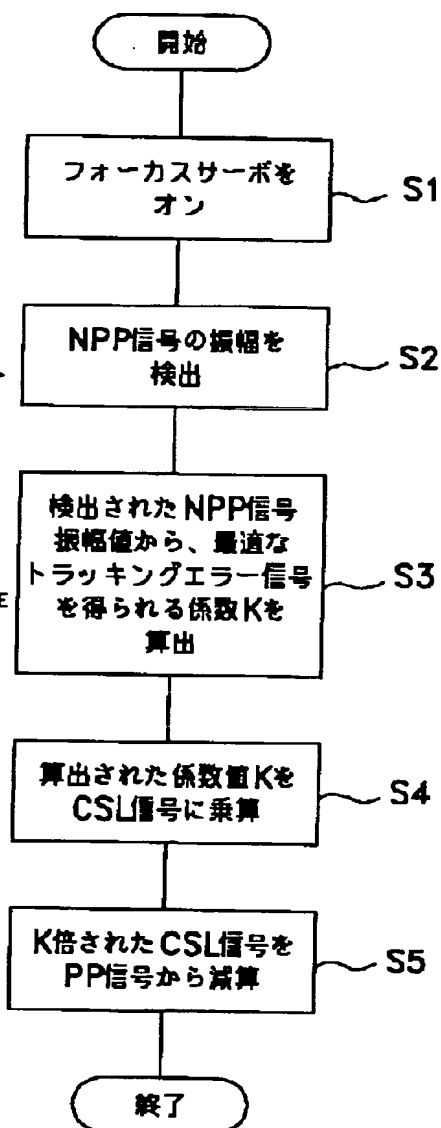 開始
フォーカスサーボを
オン
S1
NPP信号の振幅を
検出
S2
検出されたNPP信号
振幅値から、最適な
トラッキングエラー信号
を得られる係数Kを
算出
S3
E
算出された係数値Kを
CSL信号に乗算
S4
K倍されたCSL信号を
PP信号から減算
S5
終了